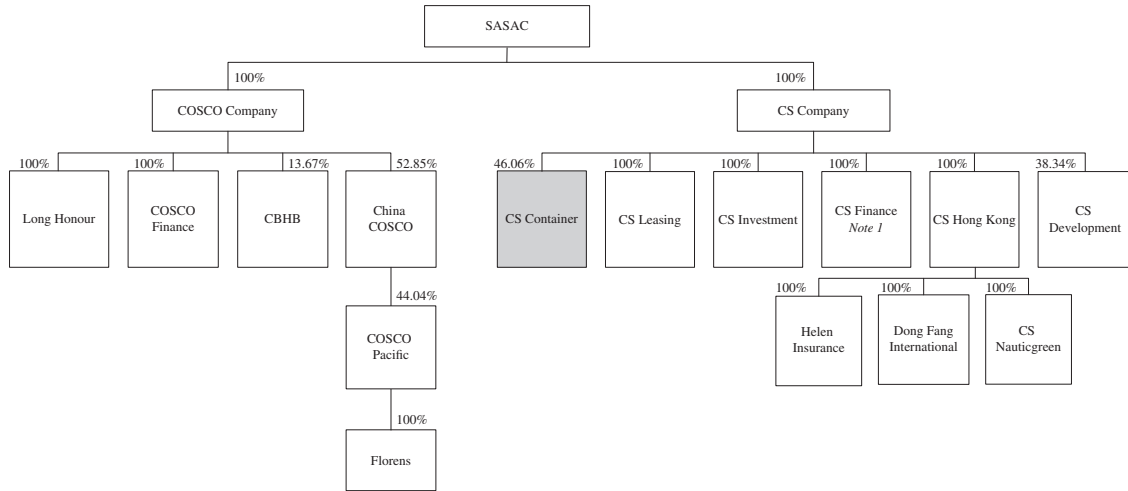 SASAC
100%
100%
COSCO Company
CS Company
100%
100%
13.67%
52.85%
46.06%
100%
100%
100%
100%
38.34%
Long Honour
COSCO
Finance
CBHB
China
COSCO
CS Container
CS Leasing
CS Investment
CS Finance
Note 1
CS Hong Kong
CS
Development
44.04%
100%
100%
100%
COSCO
Pacific
Helen
Insurance
Dong Fang
International
CS
Nauticgreen
100%
Florens